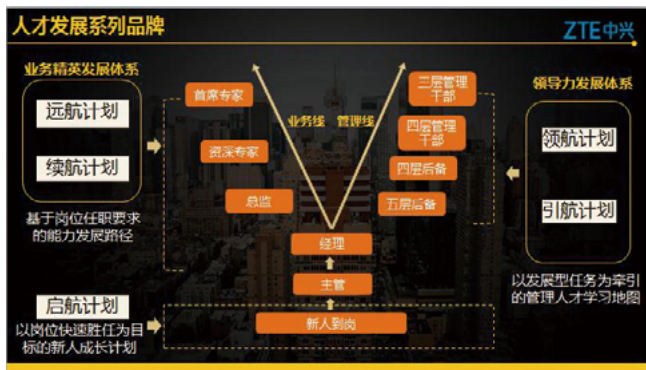 人才发展系列品牌
ZTE中兴
业务精英发展体系
远航计划
续航计划
基于岗位任职要求
的能力发展路径
启航计划
以岗位快速胜任为目
标的新人成长计划
首席专家
资深专家
总监
业务线
管理线
三层管理
干部
四层管理
干部
四层后备
五层后备
经理
主管
新人到岗
领导力发展体系
领航计划
引航计划
以发展型任务为牵引
的管理人才学习地图